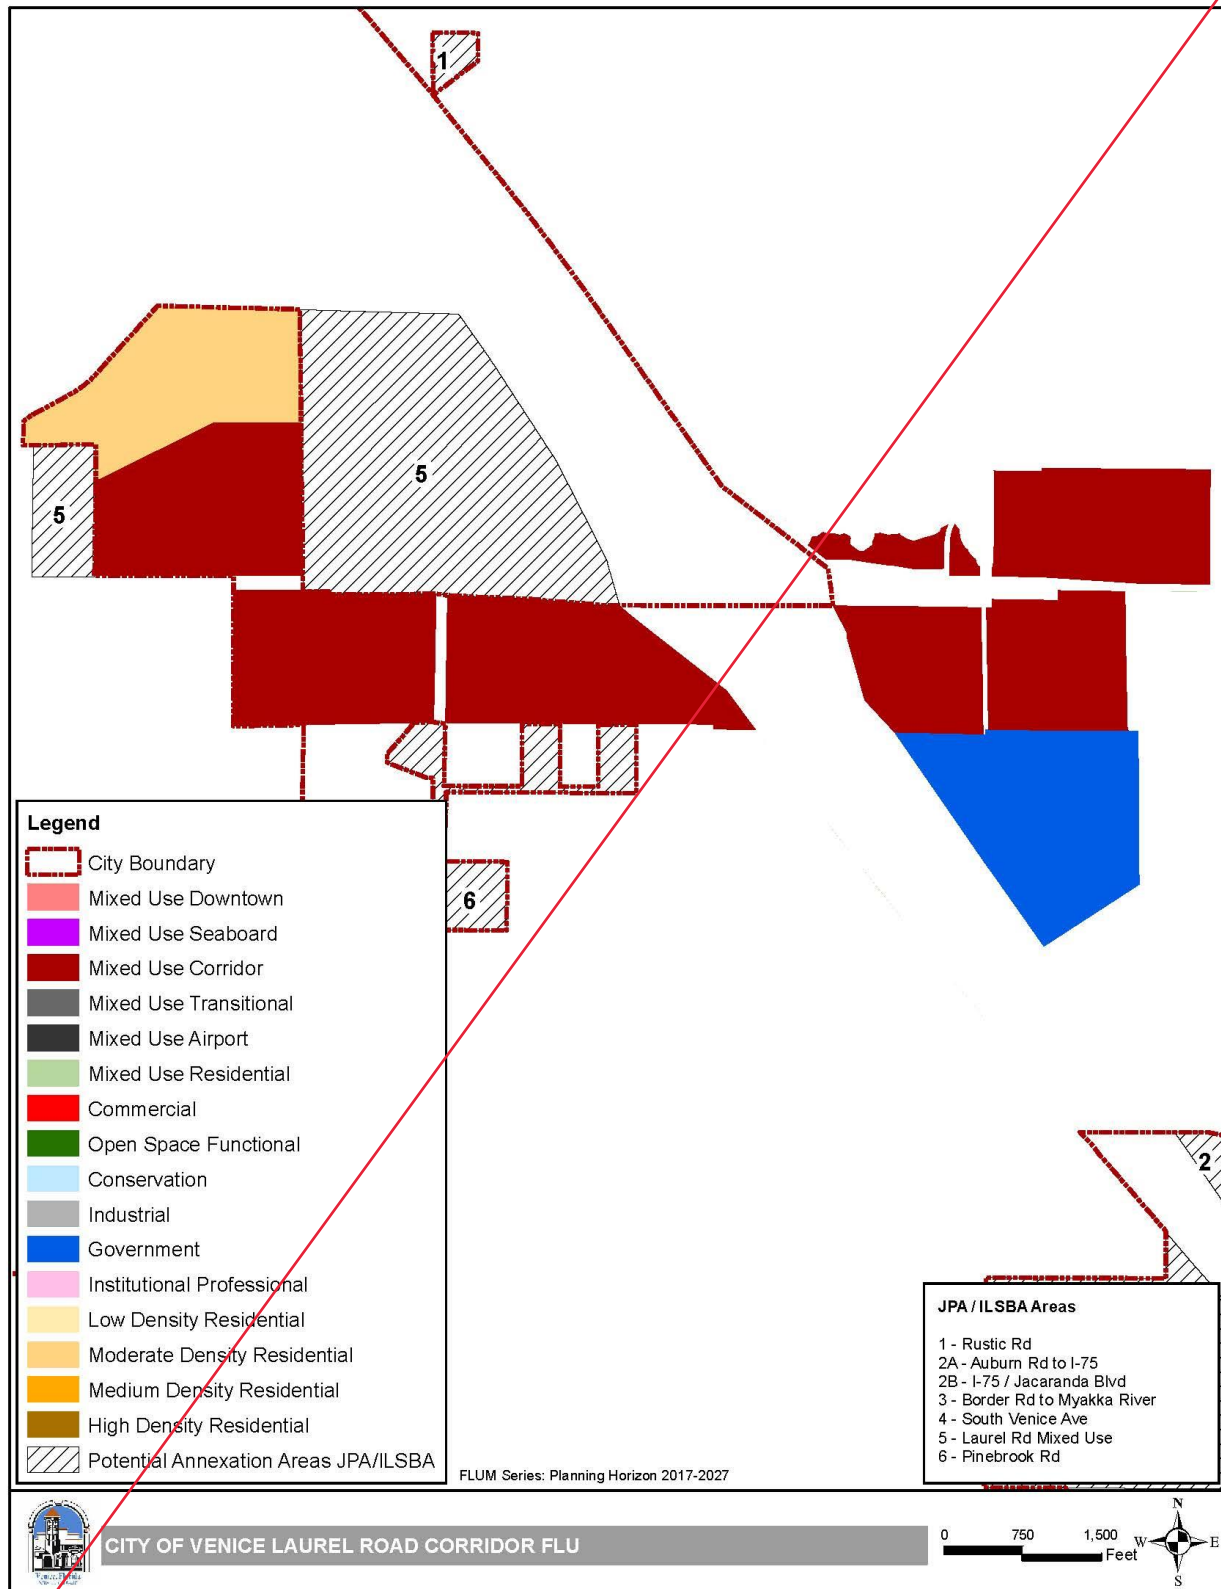 1
5
5
6
2
Legend
City Boundary
Mixed Use Downtown
Mixed Use Seaboard
Mixed Use Corridor
Mixed Use Transitional
Mixed Use Airport
Mixed Use Residential
Commercial
Open Space Functional
Conservation
Industrial
Government
Institutional Professional
Low Density Residential
Moderate Density Residential
Medium Density Residential
High Density Residential
Potential Annexation Areas JPA/ILSBA
FLUM Series: Planning Horizon 2017-2027
JPA / ILSBA Areas
1 - Rustic Rd
2A - Auburn Rd to I-75
2B - I-75 / Jacaranda Blvd
3 - Border Rd to Myakka River
4 - South Venice Ave
5 - Laurel Rd Mixed Use
6 - Pinebrook Rd
CITY OF VENICE LAUREL ROAD CORRIDOR FLU
0 750 1,500
Feet
N
W E
S